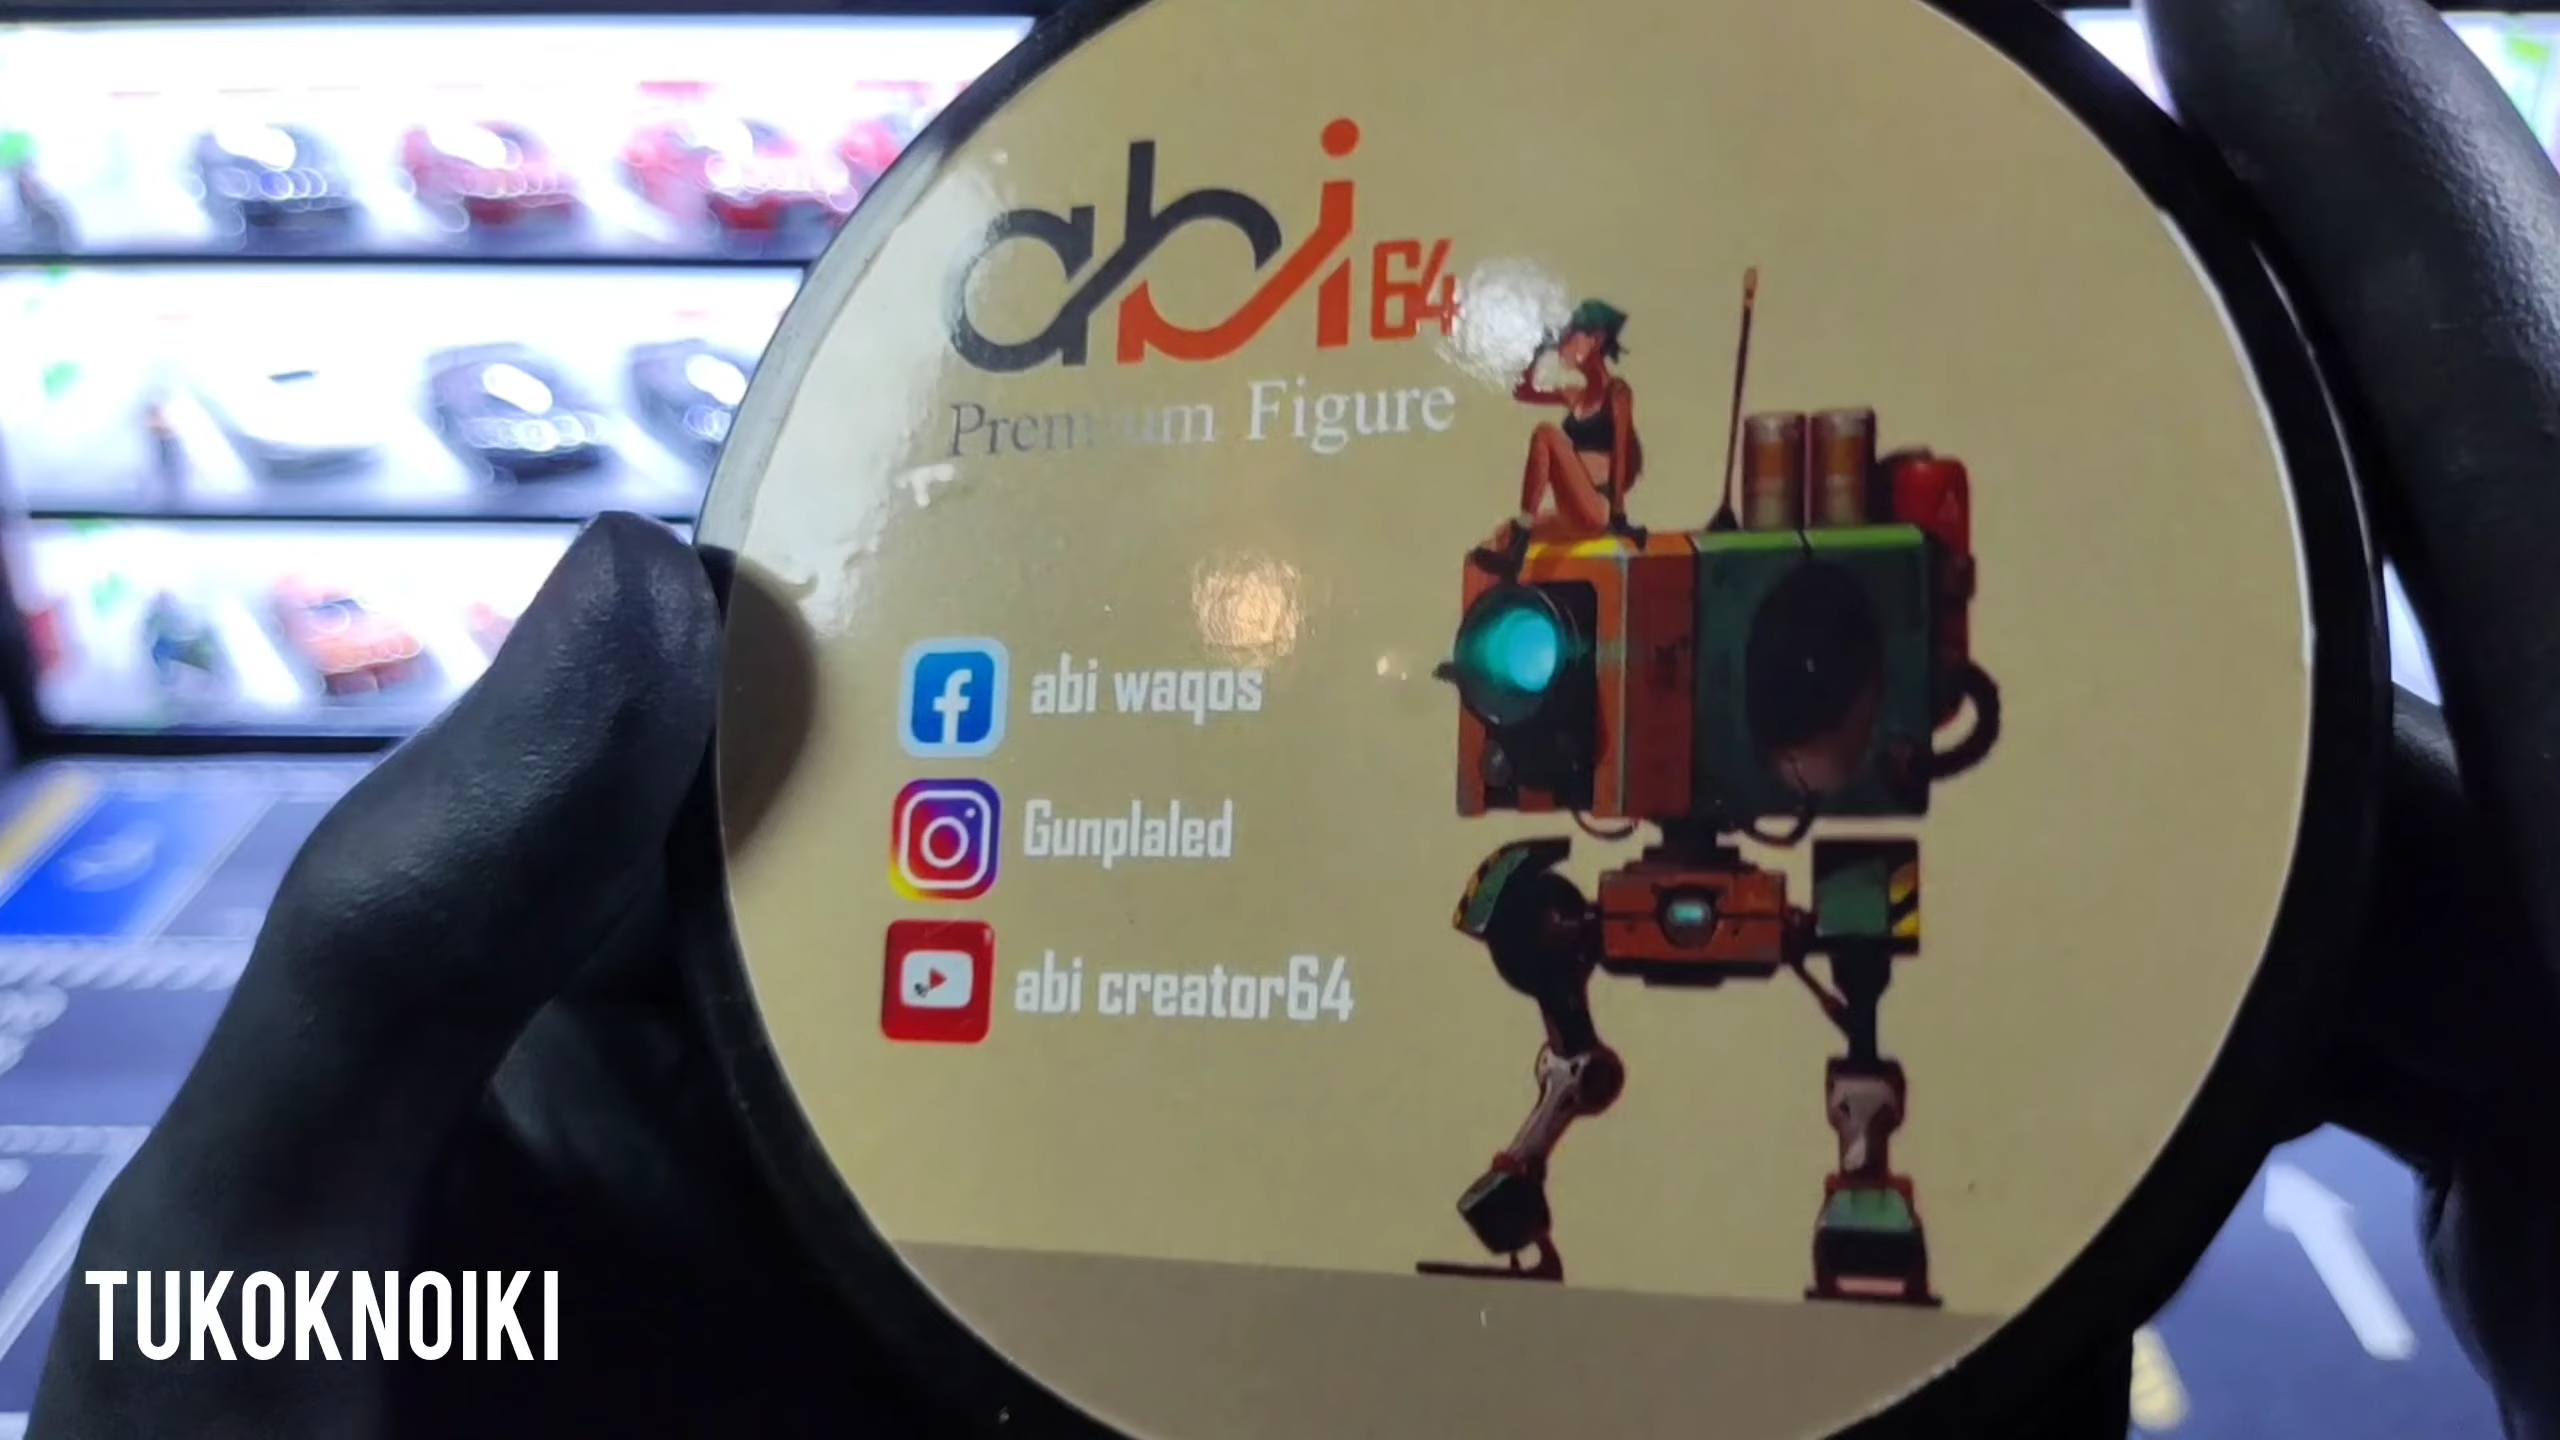 abi64
Premium Figure
abi waqos
Gunplaled
abi creator64
TUKOKNOIKI